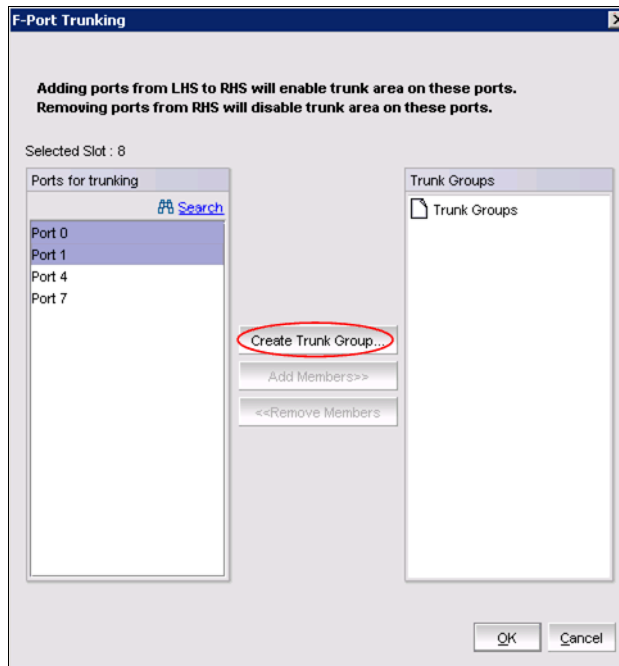 F-Port Trunking
Adding ports from LHS to RHS will enable trunk area on these ports.
Removing ports from RHS will disable trunk area on these ports.
Selected Slot : 8
Ports for trunking
Search
Port 0
Port 1
Port 4
Port 7
Create Trunk Group...
Add Members>>
<<Remove Members
Trunk Groups
Trunk Groups
OK
Cancel